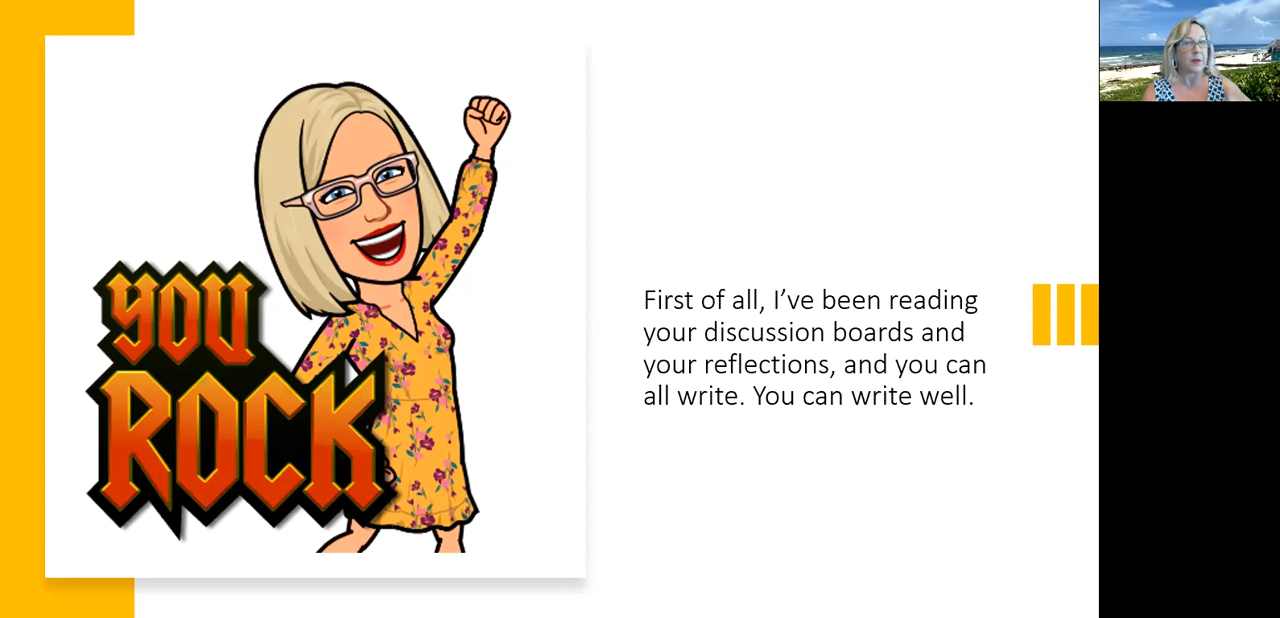 YOU
ROCK
First of all, I’ve been reading
your discussion boards and
your reflections, and you can
all write. You can write well.